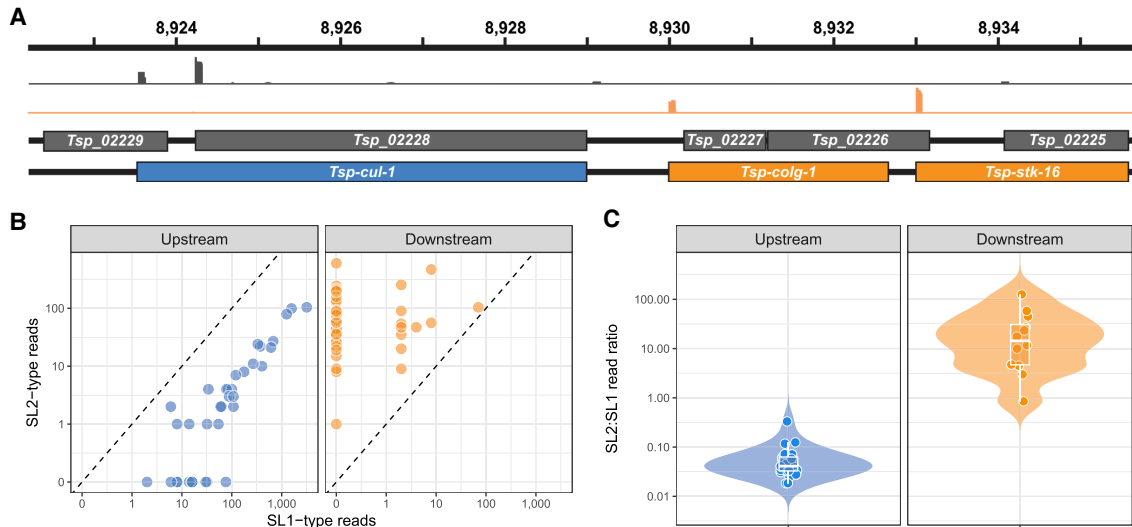 A
8,924 8,926 8,928 8,930 8,932 8,934
Tsp_02229 Tsp_02228 Tsp_02227 Tsp_02226 Tsp_02225
Tsp-cul-1 Tsp-colg-1 Tsp-stk-16
B
Upstream Downstream
SL2-type reads
100
10
1
0
0 1 10 100 1,000 0 1 10 100 1,000
SL1-type reads
C
Upstream Downstream
SL2:SL1 read ratio
100.00
10.00
1.00
0.10
0.01